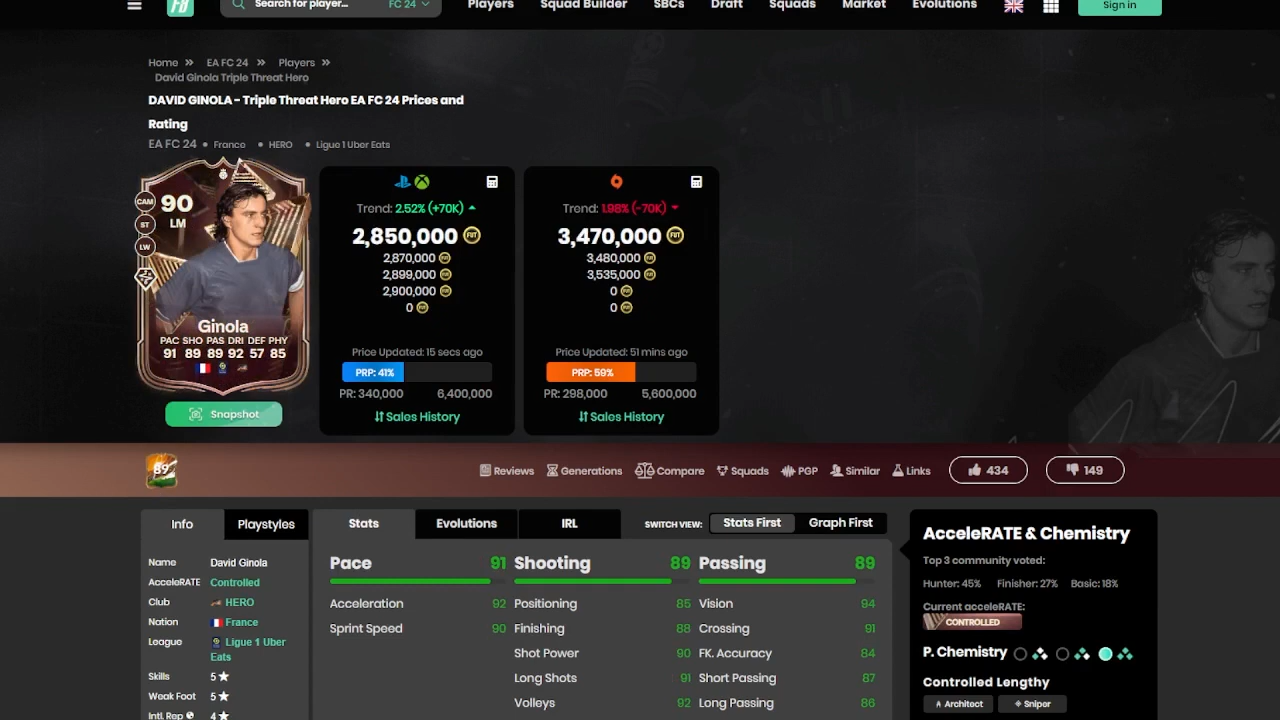 Search for player...
FC 24
Players
Squad Builder
SBCs
Draft
Squads
Market
Evolutions
Sign in
Home » EA FC 24 » Players »
David Ginola Triple Threat Hero
DAVID GINOLA - Triple Threat Hero EA FC 24 Prices and
Rating
EA FC 24 • France • HERO • Ligue 1 Uber Eats
CAM
ST
LW
90
LM
Ginola
PAC SHO PAS DRI DEF PHY
91 89 89 92 57 85
Snapshot
Trend: 2.52% (+70K)
2,850,000
2,870,000
2,899,000
2,900,000
0
Price Updated: 15 secs ago
PRP: 41%
PR: 340,000 6,400,000
Sales History
Trend: 1.98% (-70K)
3,470,000
3,480,000
3,535,000
0
0
Price Updated: 51 mins ago
PRP: 59%
PR: 298,000 5,600,000
Sales History
89
Reviews
Generations
Compare
Squads
PGP
Similar
Links
434
149
Info
Playstyles
Name David Ginola
AcceleRATE Controlled
Club HERO
Nation France
League Ligue 1 Uber
Eats
Skills 5★
Weak Foot 5★
Intl. Rep 4★
Stats
Evolutions
IRL
SWITCH VIEW:
Stats First
Graph First
Pace 91
Acceleration 92
Sprint Speed 90
Shooting 89
Positioning 85
Finishing 88
Shot Power 90
Long Shots 91
Volleys 92
Passing 89
Vision 94
Crossing 91
FK. Accuracy 84
Short Passing 87
Long Passing 86
AcceleRATE & Chemistry
Top 3 community voted:
Hunter: 45% Finisher: 27% Basic: 18%
Current acceleRATE:
CONTROLLED
P. Chemistry
Controlled Lengthy
Architect
Sniper